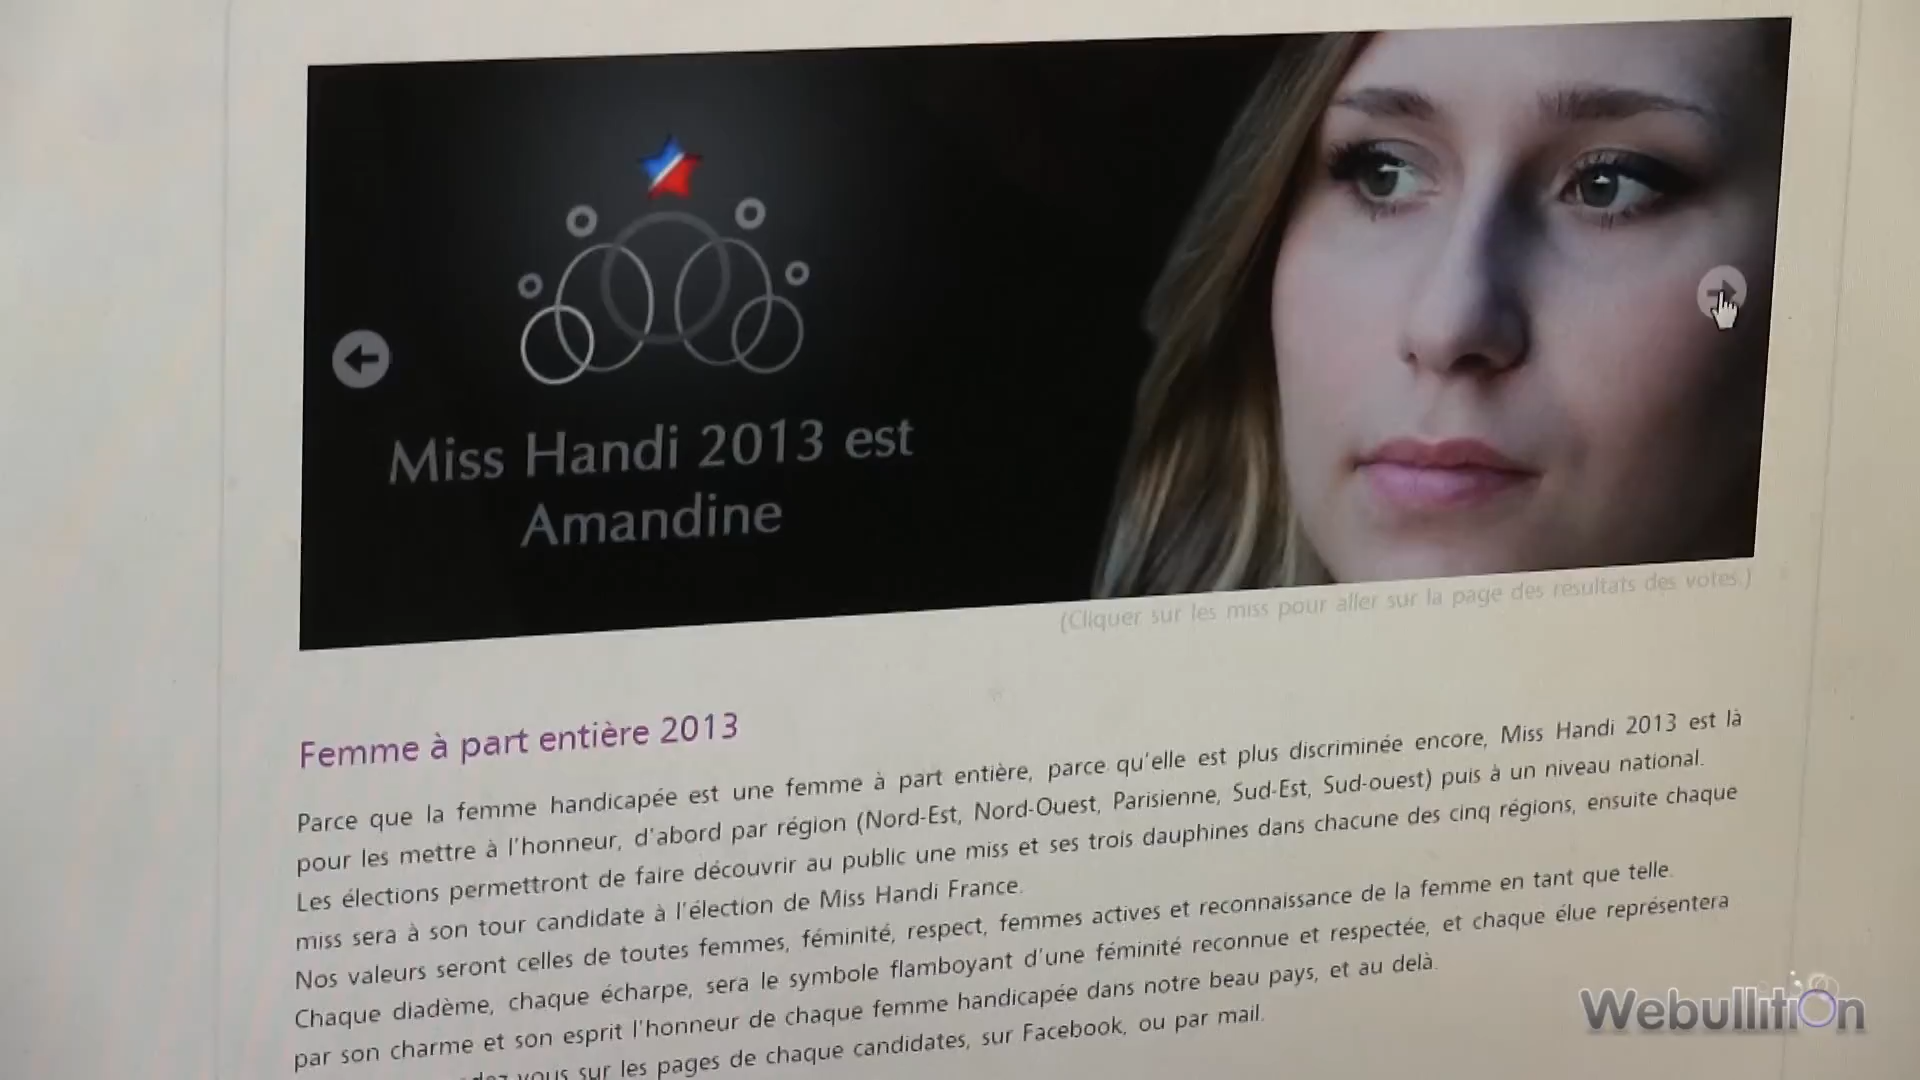 Miss Handi 2013 est
Amandine
(Cliquer sur les miss pour aller sur la page des résultats des votes.)
Femme à part entière 2013
Parce que la femme handicapée est une femme à part entière, parce qu'elle est plus discriminée encore, Miss Handi 2013 est là
pour les mettre à l'honneur, d'abord par région (Nord-Est, Nord-Ouest, Parisienne, Sud-Est, Sud-ouest) puis à un niveau national.
Les élections permettront de faire découvrir au public une miss et ses trois dauphines dans chacune des cinq régions, ensuite chaque
miss sera à son tour candidate à l'élection de Miss Handi France.
Nos valeurs seront celles de toutes femmes, féminité, respect, femmes actives et reconnaissance de la femme en tant que telle.
Chaque diadème, chaque écharpe, sera le symbole flamboyant d'une féminité reconnue et respectée, et chaque élue représentera
par son charme et son esprit l'honneur de chaque femme handicapée dans notre beau pays, et au delà.
vous sur les pages de chaque candidates, sur Facebook, ou par mail.
Webullition